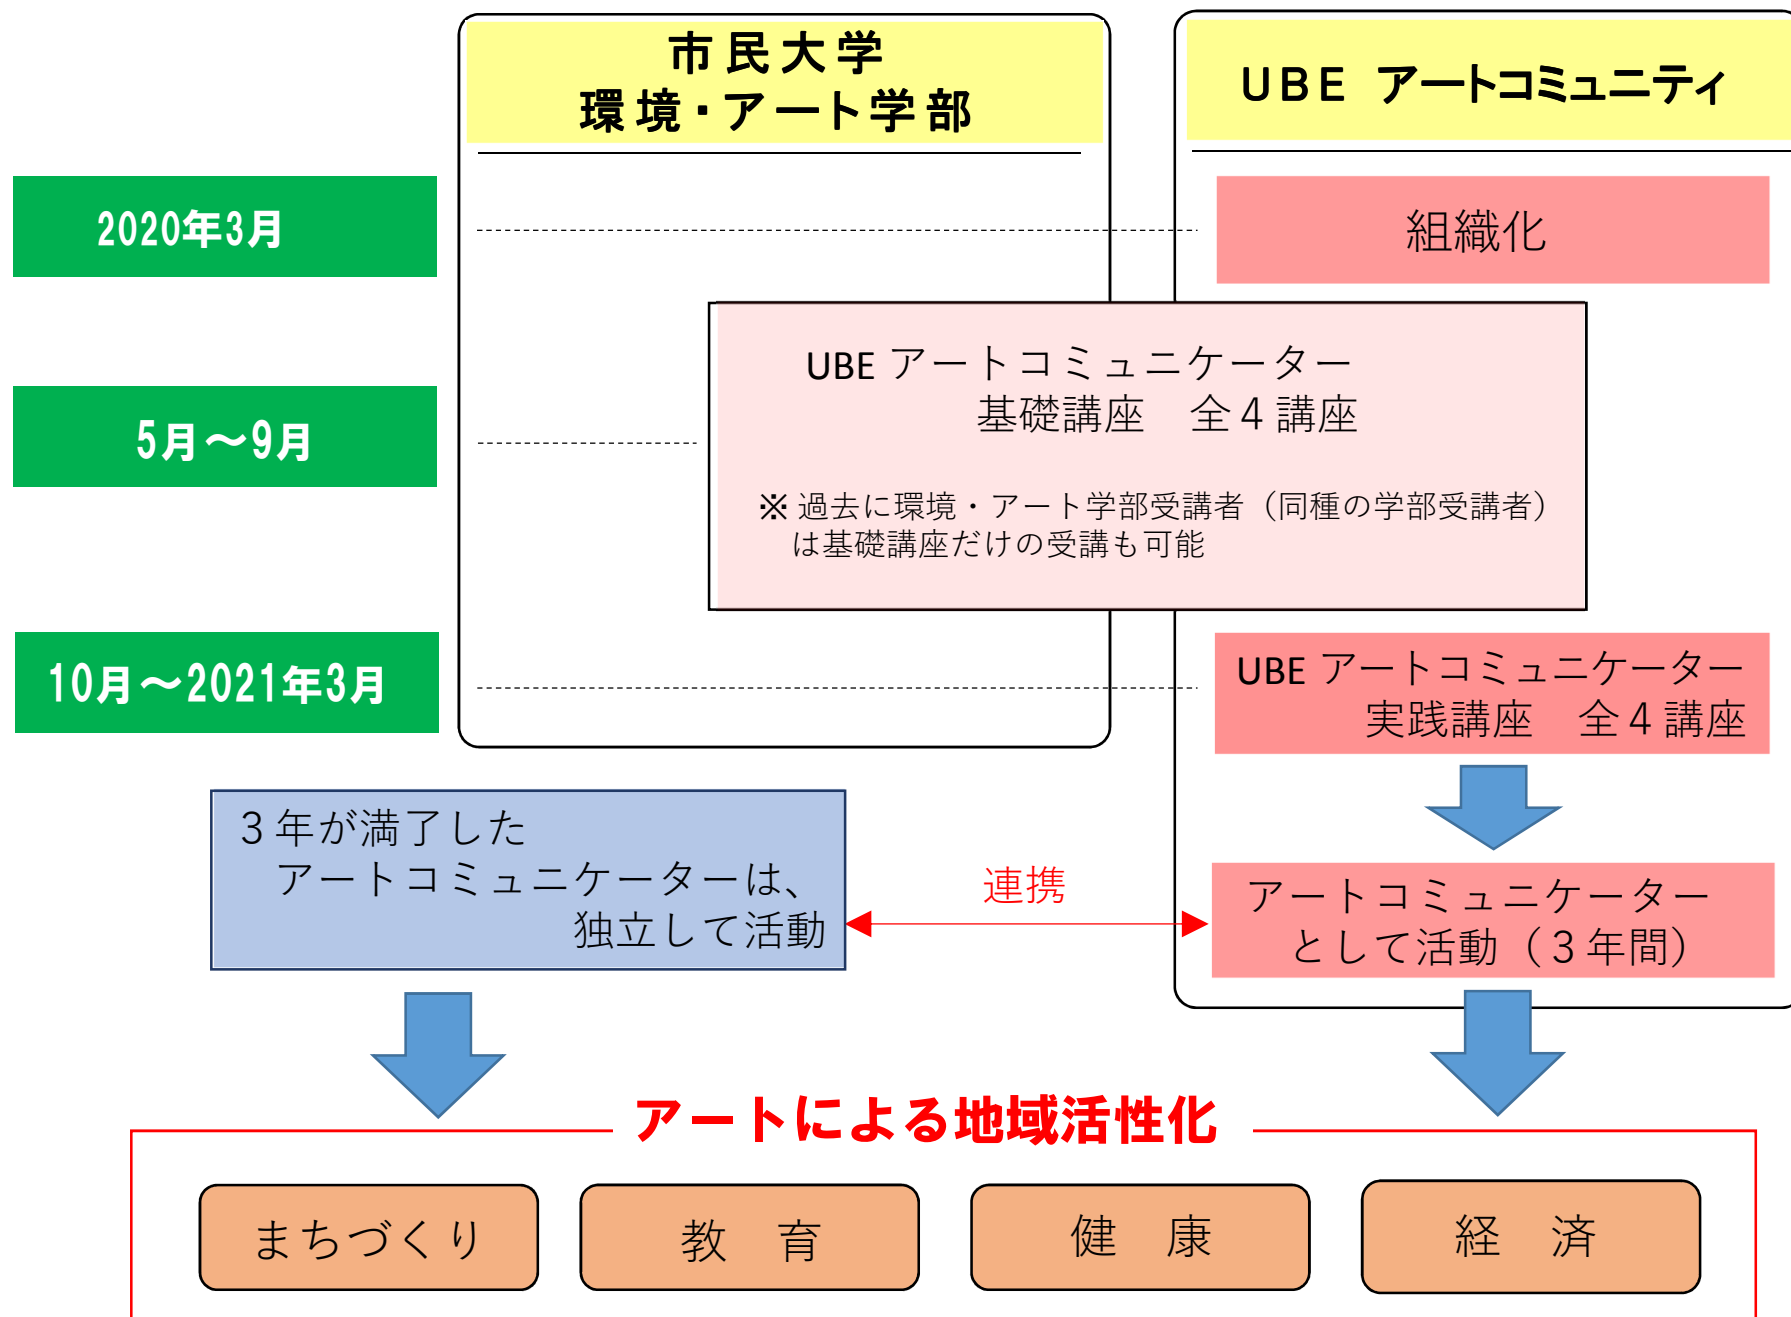 市民大学
環境・アート学部
UBE アートコミュニティ
2020年3月
組織化
UBE アートコミュニケーター
基礎講座　全４講座
5月～9月
※ 過去に環境・アート学部受講者（同種の学部受講者）
は基礎講座だけの受講も可能
10月～2021年3月
UBE アートコミュニケーター
実践講座　全４講座
３年が満了した
アートコミュニケーターは、
独立して活動
連携
アートコミュニケーター
として活動（３年間）
アートによる地域活性化
まちづくり
教　育
健　康
経　済